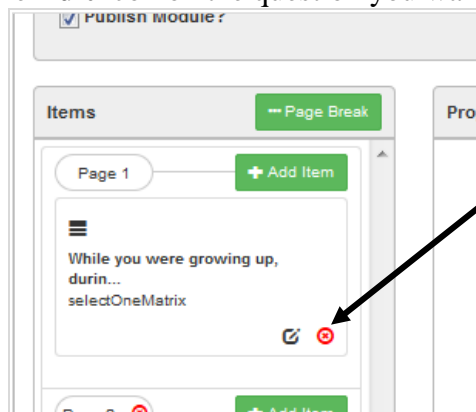 Publish Module?
Items
Page Break
Pro
Page 1
Add Item
While you were growing up,
durin...
selectOneMatrix
Add Item